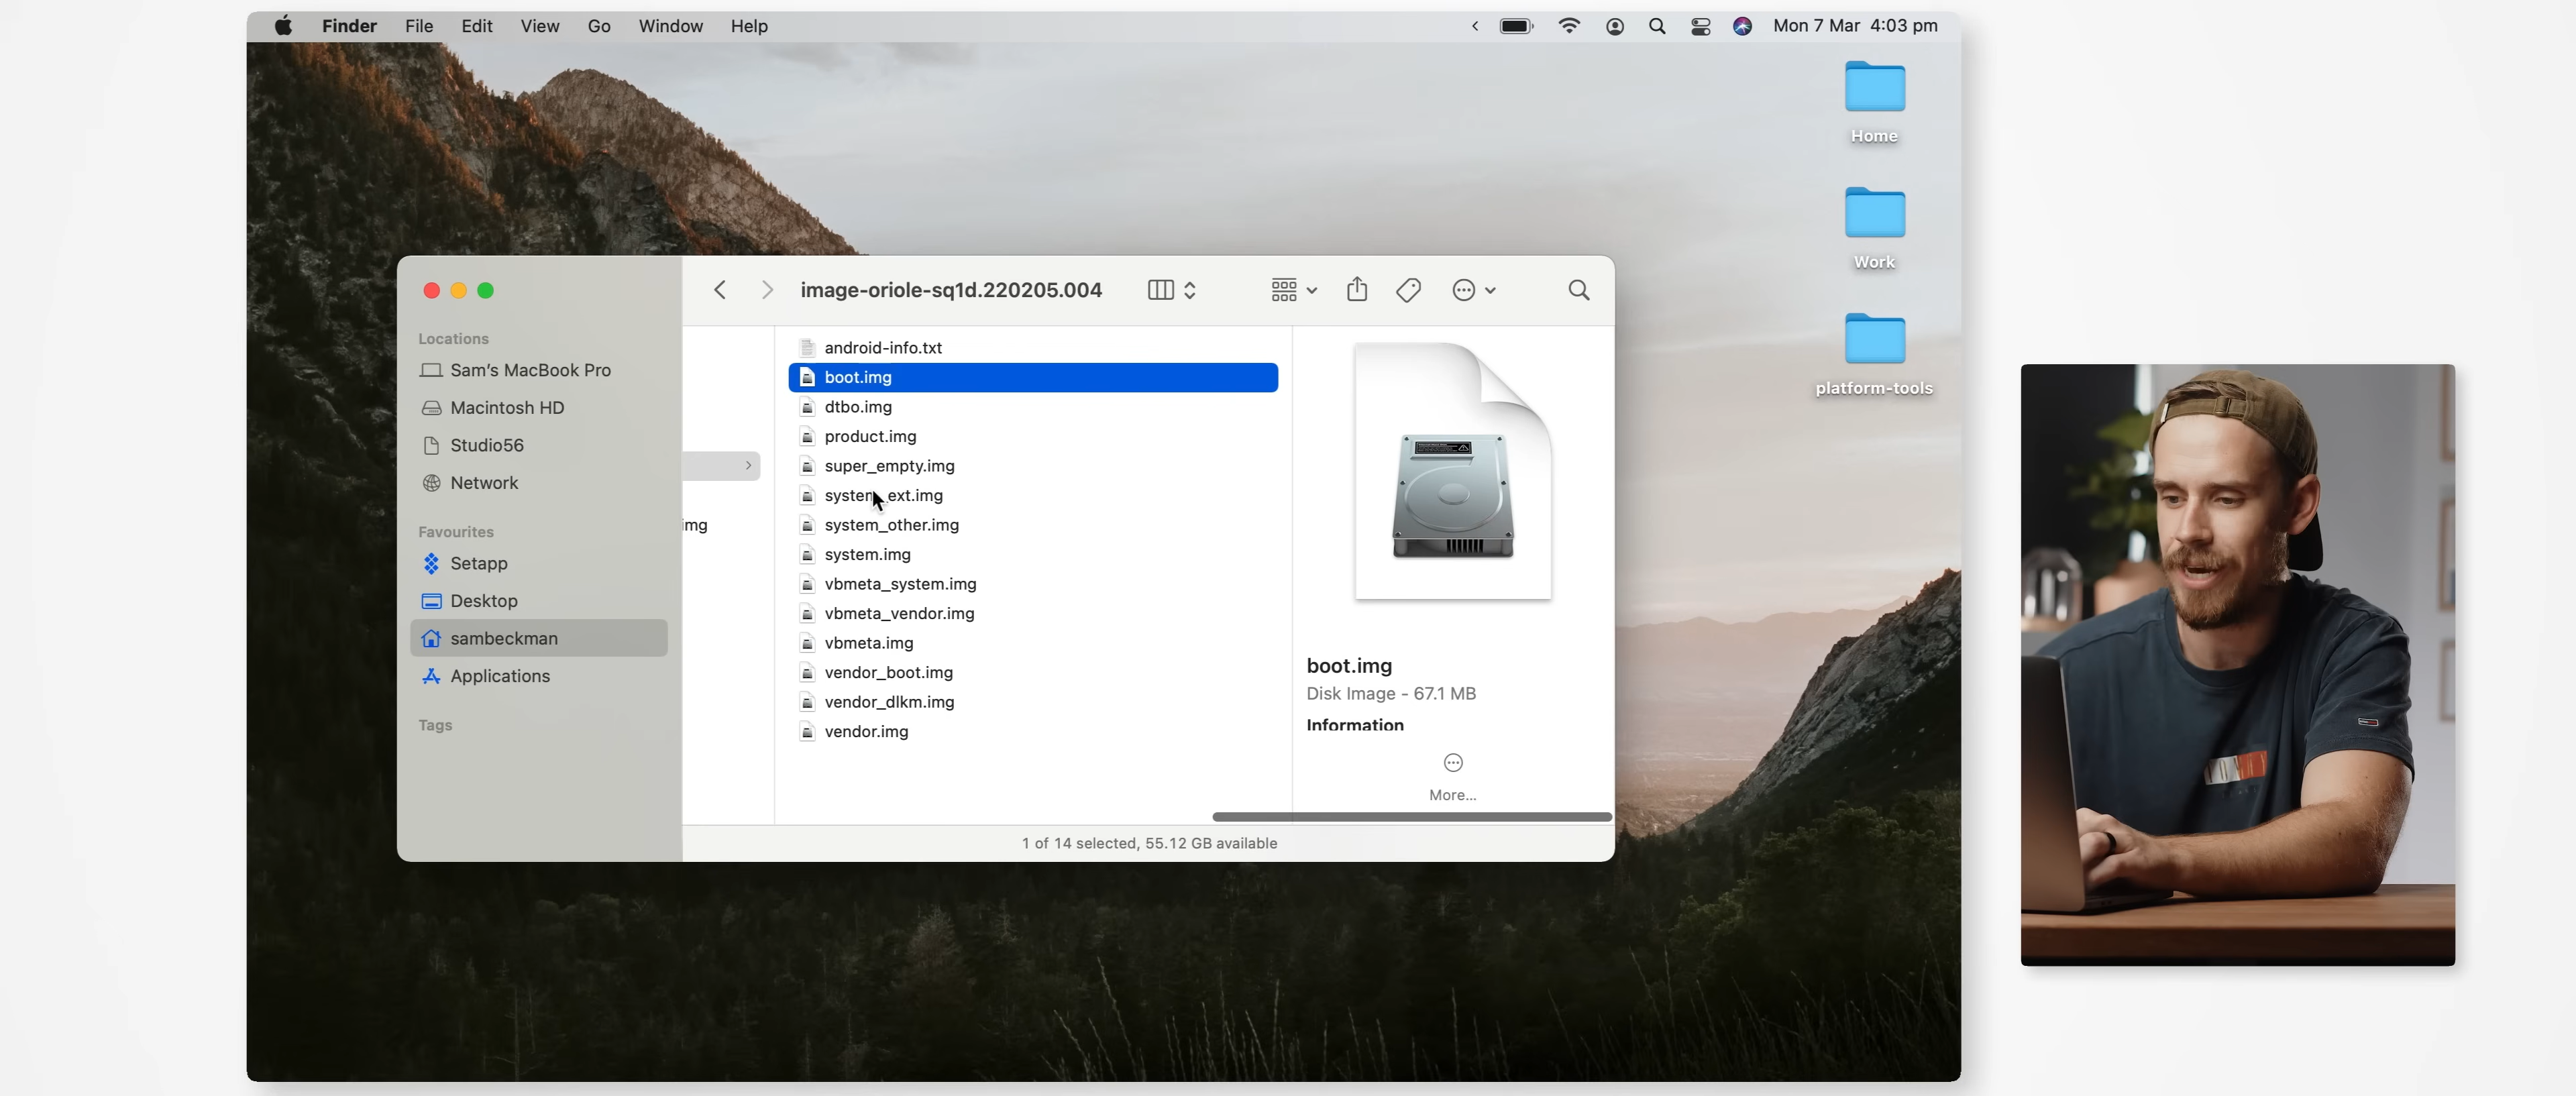 Finder File Edit View Go Window Help Mon 7 Mar 4:03 pm
Home
Work
platform-tools
image-oriole-sq1d.220205.004
Locations
Sam's MacBook Pro
Macintosh HD
Studio56
Network
Favourites
Setapp
Desktop
sambeckman
Applications
Tags
img
android-info.txt
boot.img
dtbo.img
product.img
super_empty.img
system_ext.img
system_other.img
system.img
vbmeta_system.img
vbmeta_vendor.img
vbmeta.img
vendor_boot.img
vendor_dlkm.img
vendor.img
boot.img
Disk Image - 67.1 MB
Information
More...
1 of 14 selected, 55.12 GB available